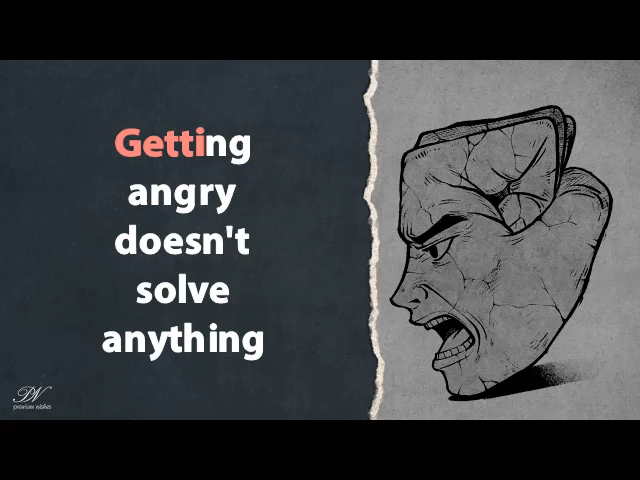 Getting
angry
doesn't
solve
anything
PW
premium wishes